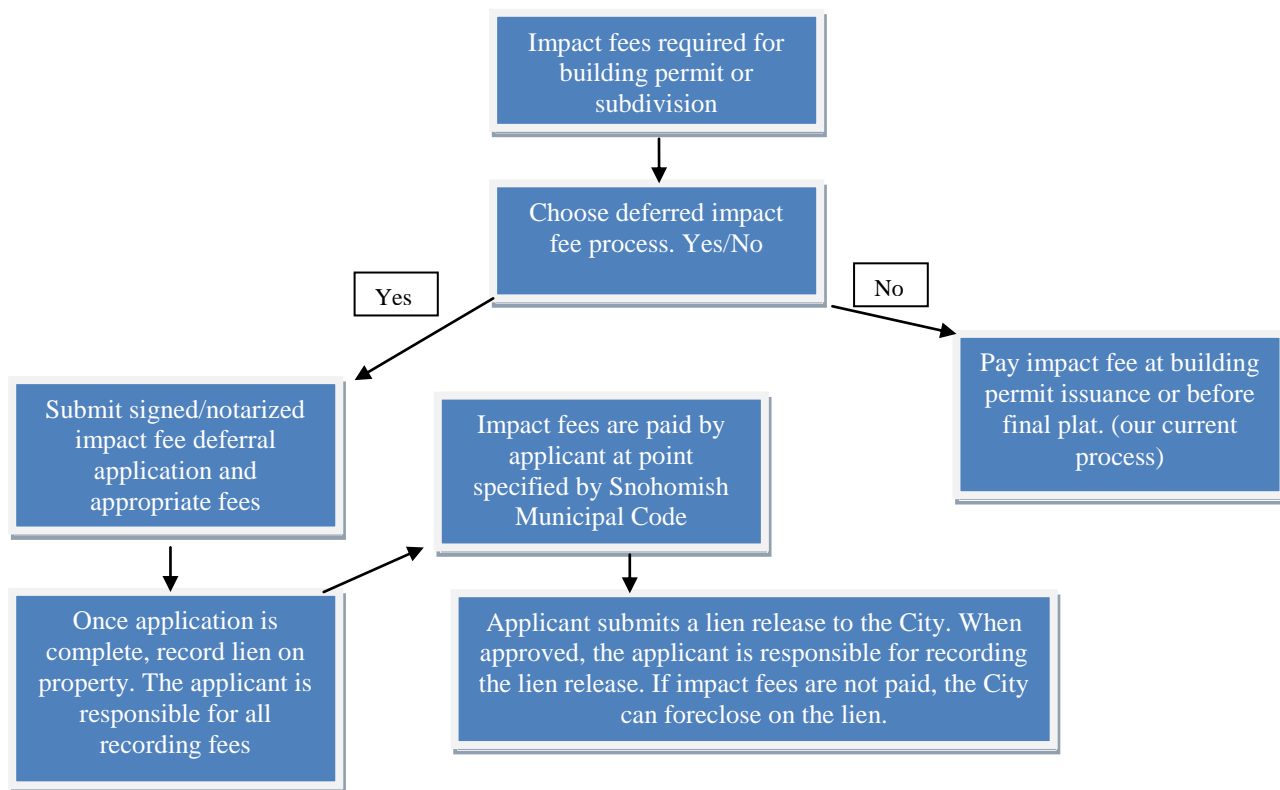 Impact fees required for
building permit or
subdivision
Choose deferred impact
fee process. Yes/No
Yes
No
Pay impact fee at building
permit issuance or before
final plat. (our current
process)
Submit signed/notarized
impact fee deferral
application and
appropriate fees
Impact fees are paid by
applicant at point
specified by Snohomish
Municipal Code
Once application is
complete, record lien on
property. The applicant is
responsible for all
recording fees
Applicant submits a lien release to the City. When
approved, the applicant is responsible for recording
the lien release. If impact fees are not paid, the City
can foreclose on the lien.